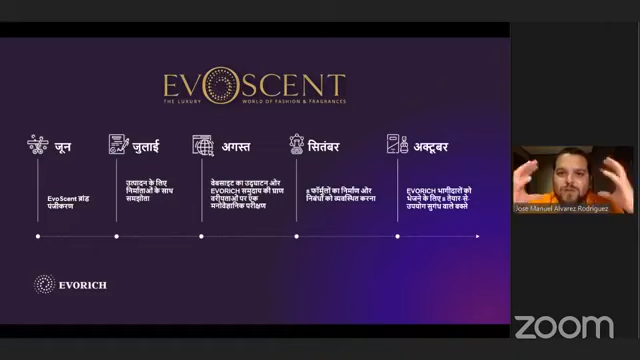 EVOSCENT
THE LUXURY WORLD OF FASHION & FRAGRANCES
जून
जुलाई
अगस्त
सितंबर
अक्टूबर
EvoScent ब्रांड
पंजीकरण
उत्पादन के लिए
निर्माताओं के साथ
समझौता
वेबसाइट का उद्घाटन और
EVORICH समुदाय की घ्राण
वरीयताओं पर एक
मनोवैज्ञानिक परीक्षण
8 फॉर्मूलों का निर्माण और
निबंधों को व्यवस्थित करना
EVORICH भागीदारों को
भेजने के लिए 8 तैयार-से-
उपयोग सुगंध वाले बक्से
EVORICH
Jose Manuel Alvarez Rodriguez
zoom